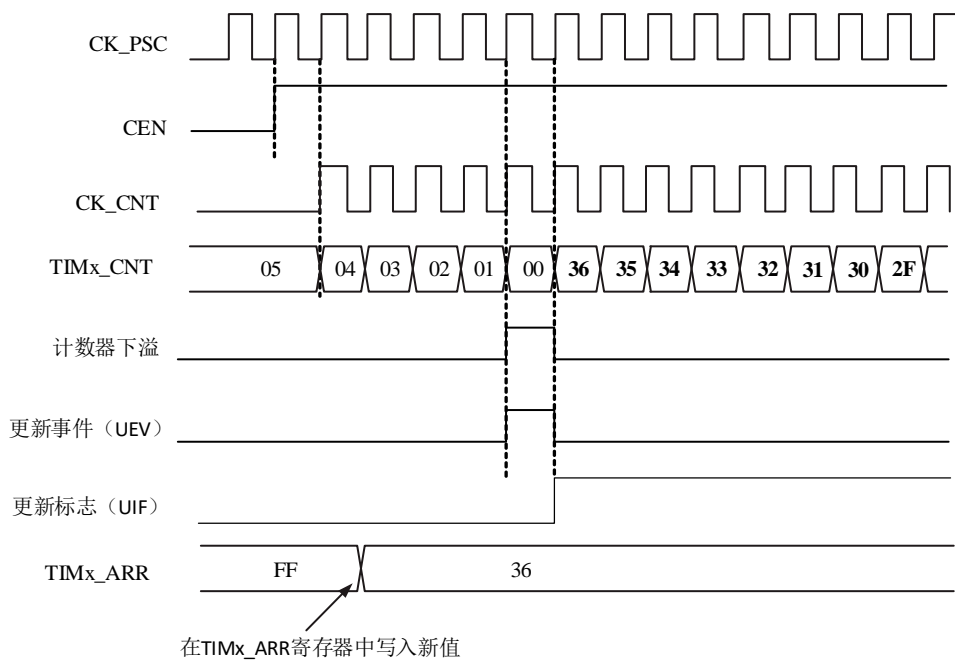 CK_PSC
CEN
CK_CNT
TIMx_CNT 05 04 03 02 01 00 36 35 34 33 32 31 30 2F
计数器下溢
更新事件（UEV）
更新标志（UIF）
TIMx_ARR FF 36
在TIMx_ARR寄存器中写入新值